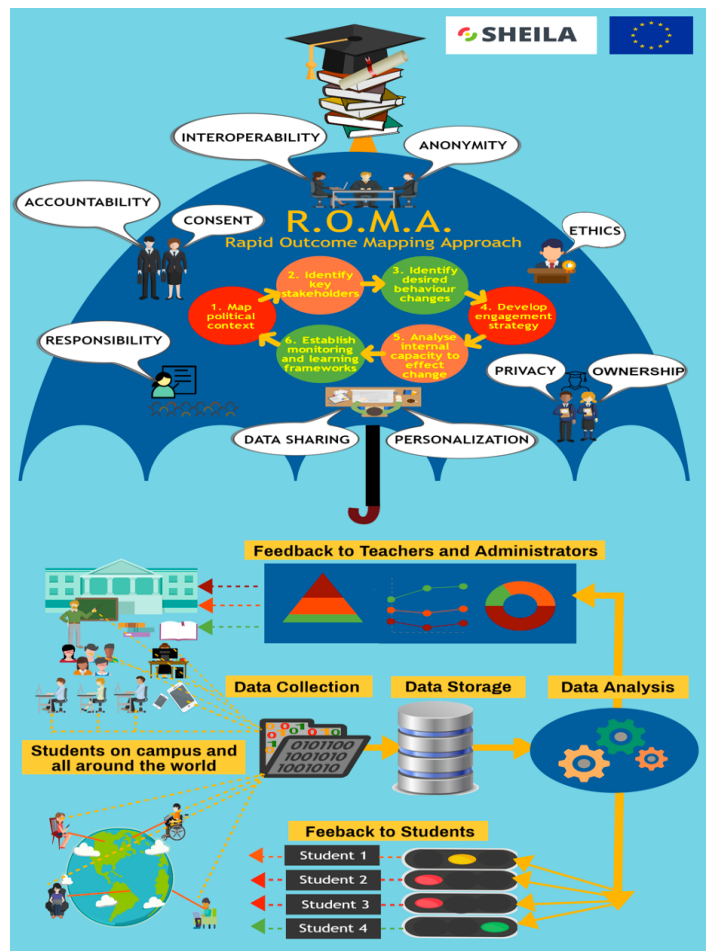 SHEILA
INTEROPERABILITY
ANONYMITY
ACCOUNTABILITY
CONSENT
R.O.M.A.
Rapid Outcome Mapping Approach
ETHICS
2. Identify
key
stakeholders
3. Identify
desired
behaviour
changes
1. Map
political
context
4. Develop
engagement
strategy
6. Establish
monitoring
and learning
frameworks
5. Analyse
internal
capacity to
effect
change
RESPONSIBILITY
PRIVACY
OWNERSHIP
DATA SHARING
PERSONALIZATION
Feedback to Teachers and Administrators
Data Collection
Data Storage
Data Analysis
0101100
1001010
1001010
Students on campus and
all around the world
Feeback to Students
Student 1
Student 2
Student 3
Student 4